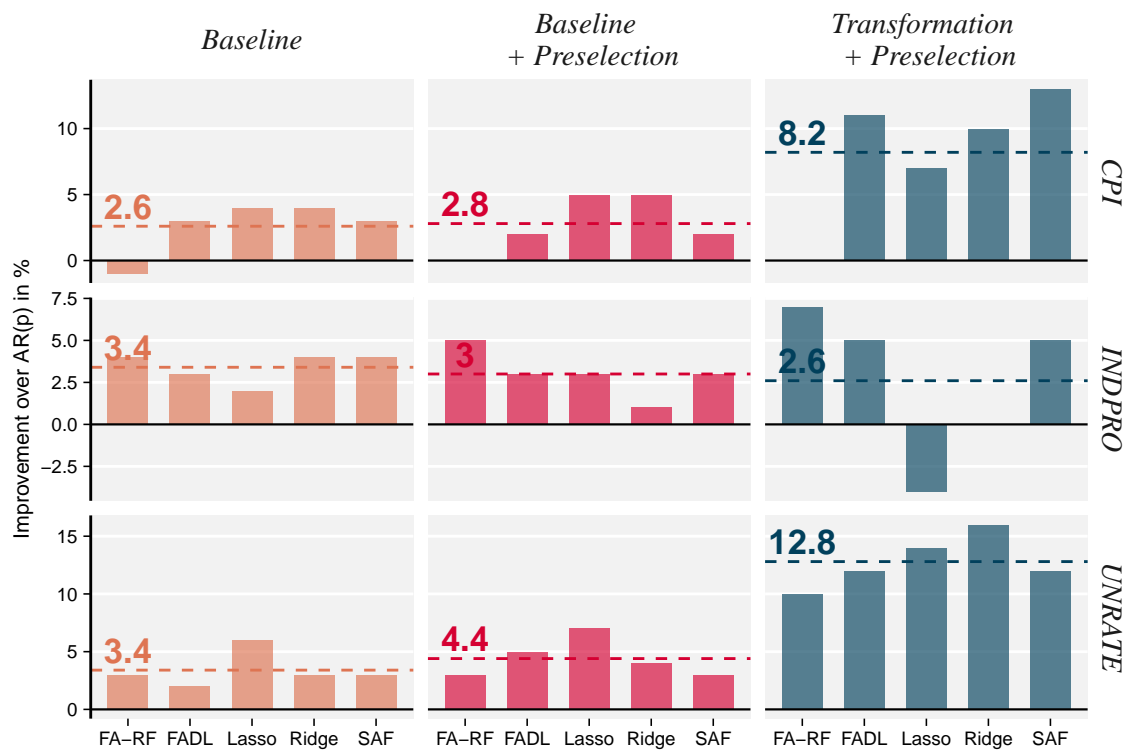 Baseline
Baseline
+ Preselection
Transformation
+ Preselection
Improvement over AR(p) in %
10
5
0
2.6
2.8
8.2
CPI
7.5
5.0
2.5
0.0
−2.5
3.4
3
2.6
INDPRO
15
10
5
0
3.4
4.4
12.8
UNRATE
FA−RF FADL Lasso Ridge SAF
FA−RF FADL Lasso Ridge SAF
FA−RF FADL Lasso Ridge SAF